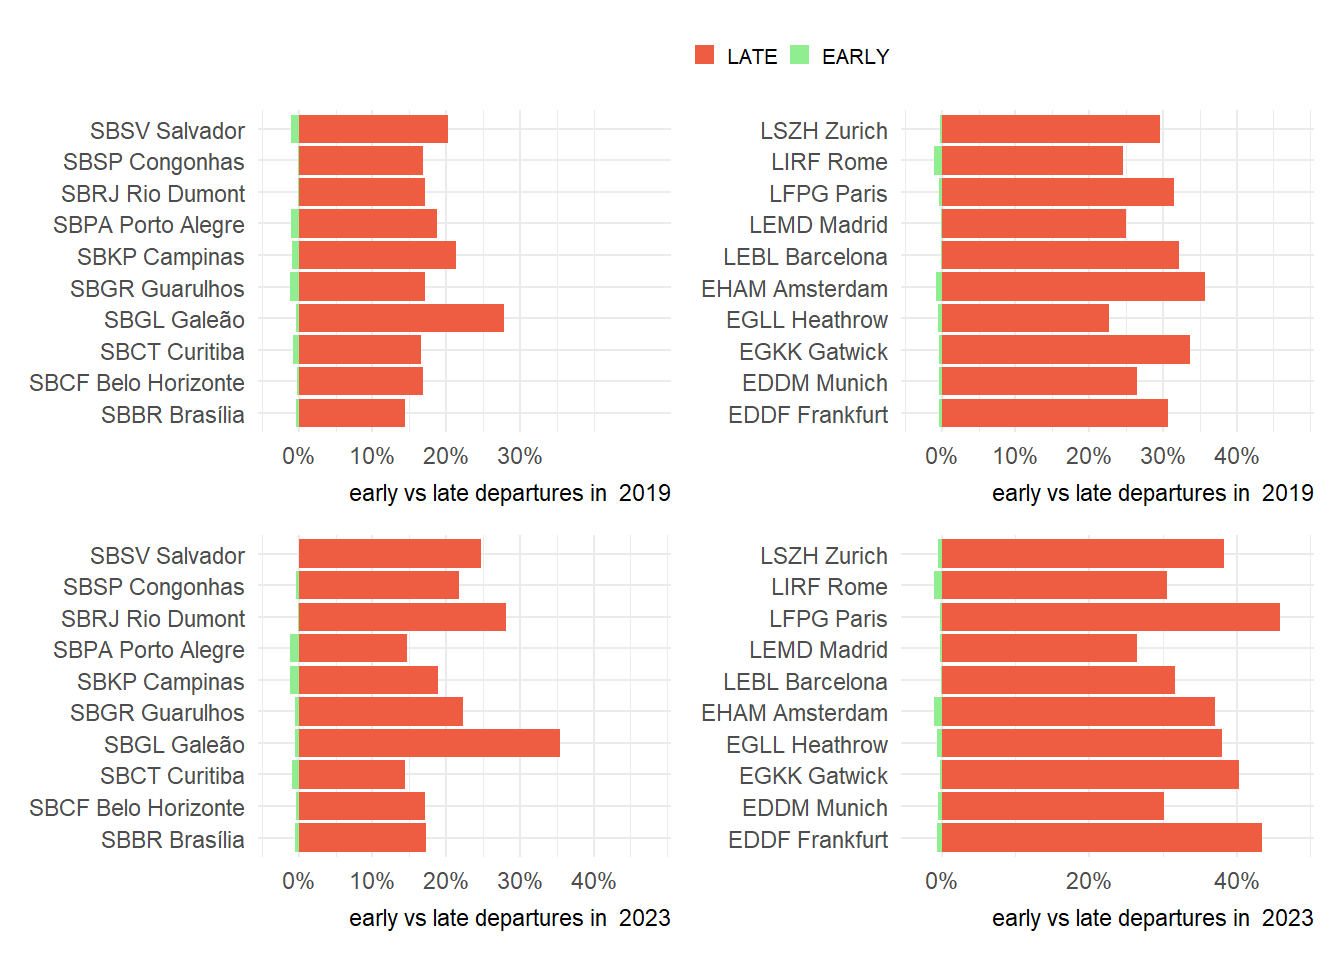 LATE EARLY
SBSV Salvador
SBSP Congonhas
SBRJ Rio Dumont
SBPA Porto Alegre
SBKP Campinas
SBGR Guarulhos
SBGL Galeão
SBCT Curitiba
SBCF Belo Horizonte
SBBR Brasília
0% 10% 20% 30%
early vs late departures in 2019
LSZH Zurich
LIRF Rome
LFPG Paris
LEMD Madrid
LEBL Barcelona
EHAM Amsterdam
EGLL Heathrow
EGKK Gatwick
EDDM Munich
EDDF Frankfurt
0% 10% 20% 30% 40%
early vs late departures in 2019
SBSV Salvador
SBSP Congonhas
SBRJ Rio Dumont
SBPA Porto Alegre
SBKP Campinas
SBGR Guarulhos
SBGL Galeão
SBCT Curitiba
SBCF Belo Horizonte
SBBR Brasília
0% 10% 20% 30% 40%
early vs late departures in 2023
LSZH Zurich
LIRF Rome
LFPG Paris
LEMD Madrid
LEBL Barcelona
EHAM Amsterdam
EGLL Heathrow
EGKK Gatwick
EDDM Munich
EDDF Frankfurt
0% 20% 40%
early vs late departures in 2023